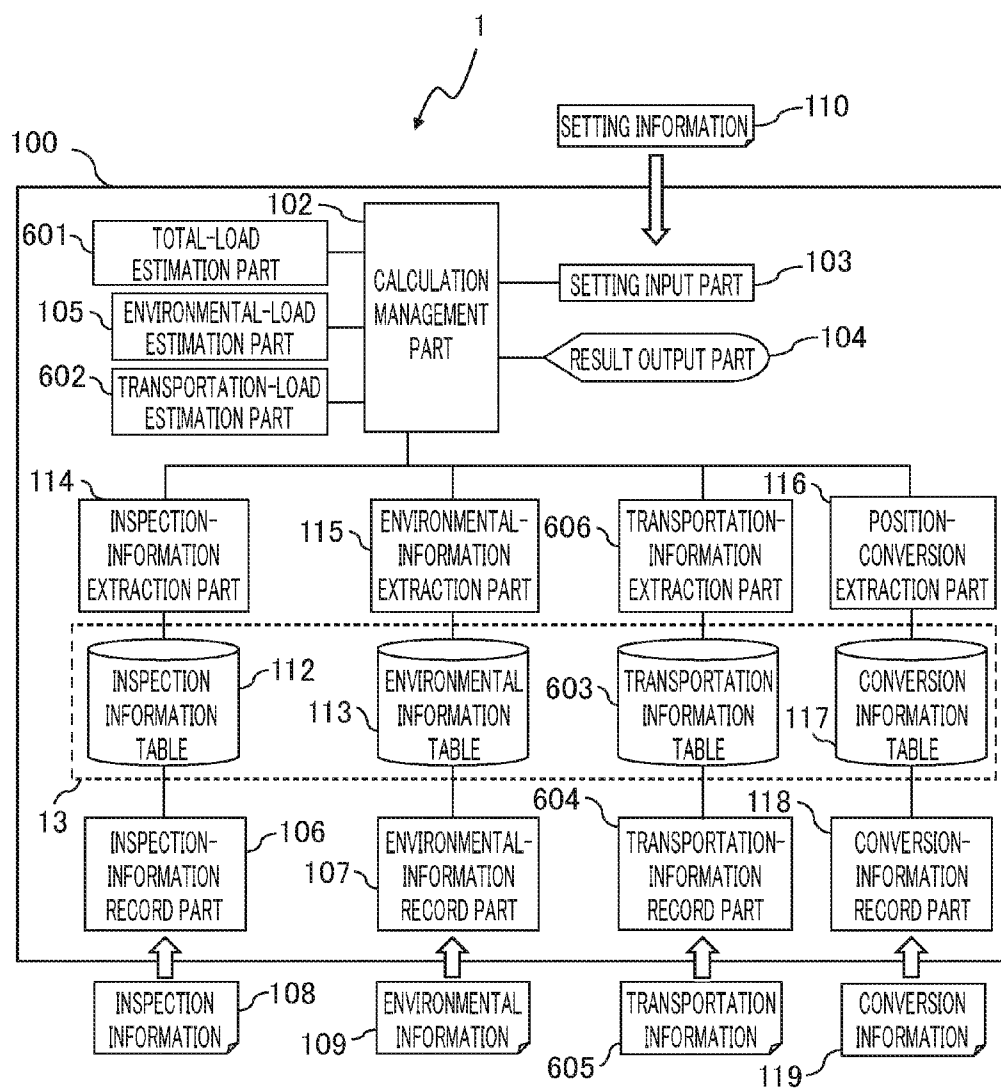 1
SETTING INFORMATION
110
100
102
601
TOTAL-LOAD
ESTIMATION PART
CALCULATION
MANAGEMENT
PART
SETTING INPUT PART
103
105
ENVIRONMENTAL-LOAD
ESTIMATION PART
RESULT OUTPUT PART
104
602
TRANSPORTATION-LOAD
ESTIMATION PART
114
INSPECTION-
INFORMATION
EXTRACTION PART
115
ENVIRONMENTAL-
INFORMATION
EXTRACTION PART
606
TRANSPORTATION-
INFORMATION
EXTRACTION PART
116
POSITION-
CONVERSION
EXTRACTION PART
INSPECTION
INFORMATION
TABLE
112
113
ENVIRONMENTAL
INFORMATION
TABLE
603
TRANSPORTATION
INFORMATION
TABLE
117
CONVERSION
INFORMATION
TABLE
13
INSPECTION-
INFORMATION
RECORD PART
106
107
ENVIRONMENTAL-
INFORMATION
RECORD PART
604
TRANSPORTATION-
INFORMATION
RECORD PART
118
CONVERSION-
INFORMATION
RECORD PART
INSPECTION
INFORMATION
108
109
ENVIRONMENTAL
INFORMATION
TRANSPORTATION
INFORMATION
605
CONVERSION
INFORMATION
119